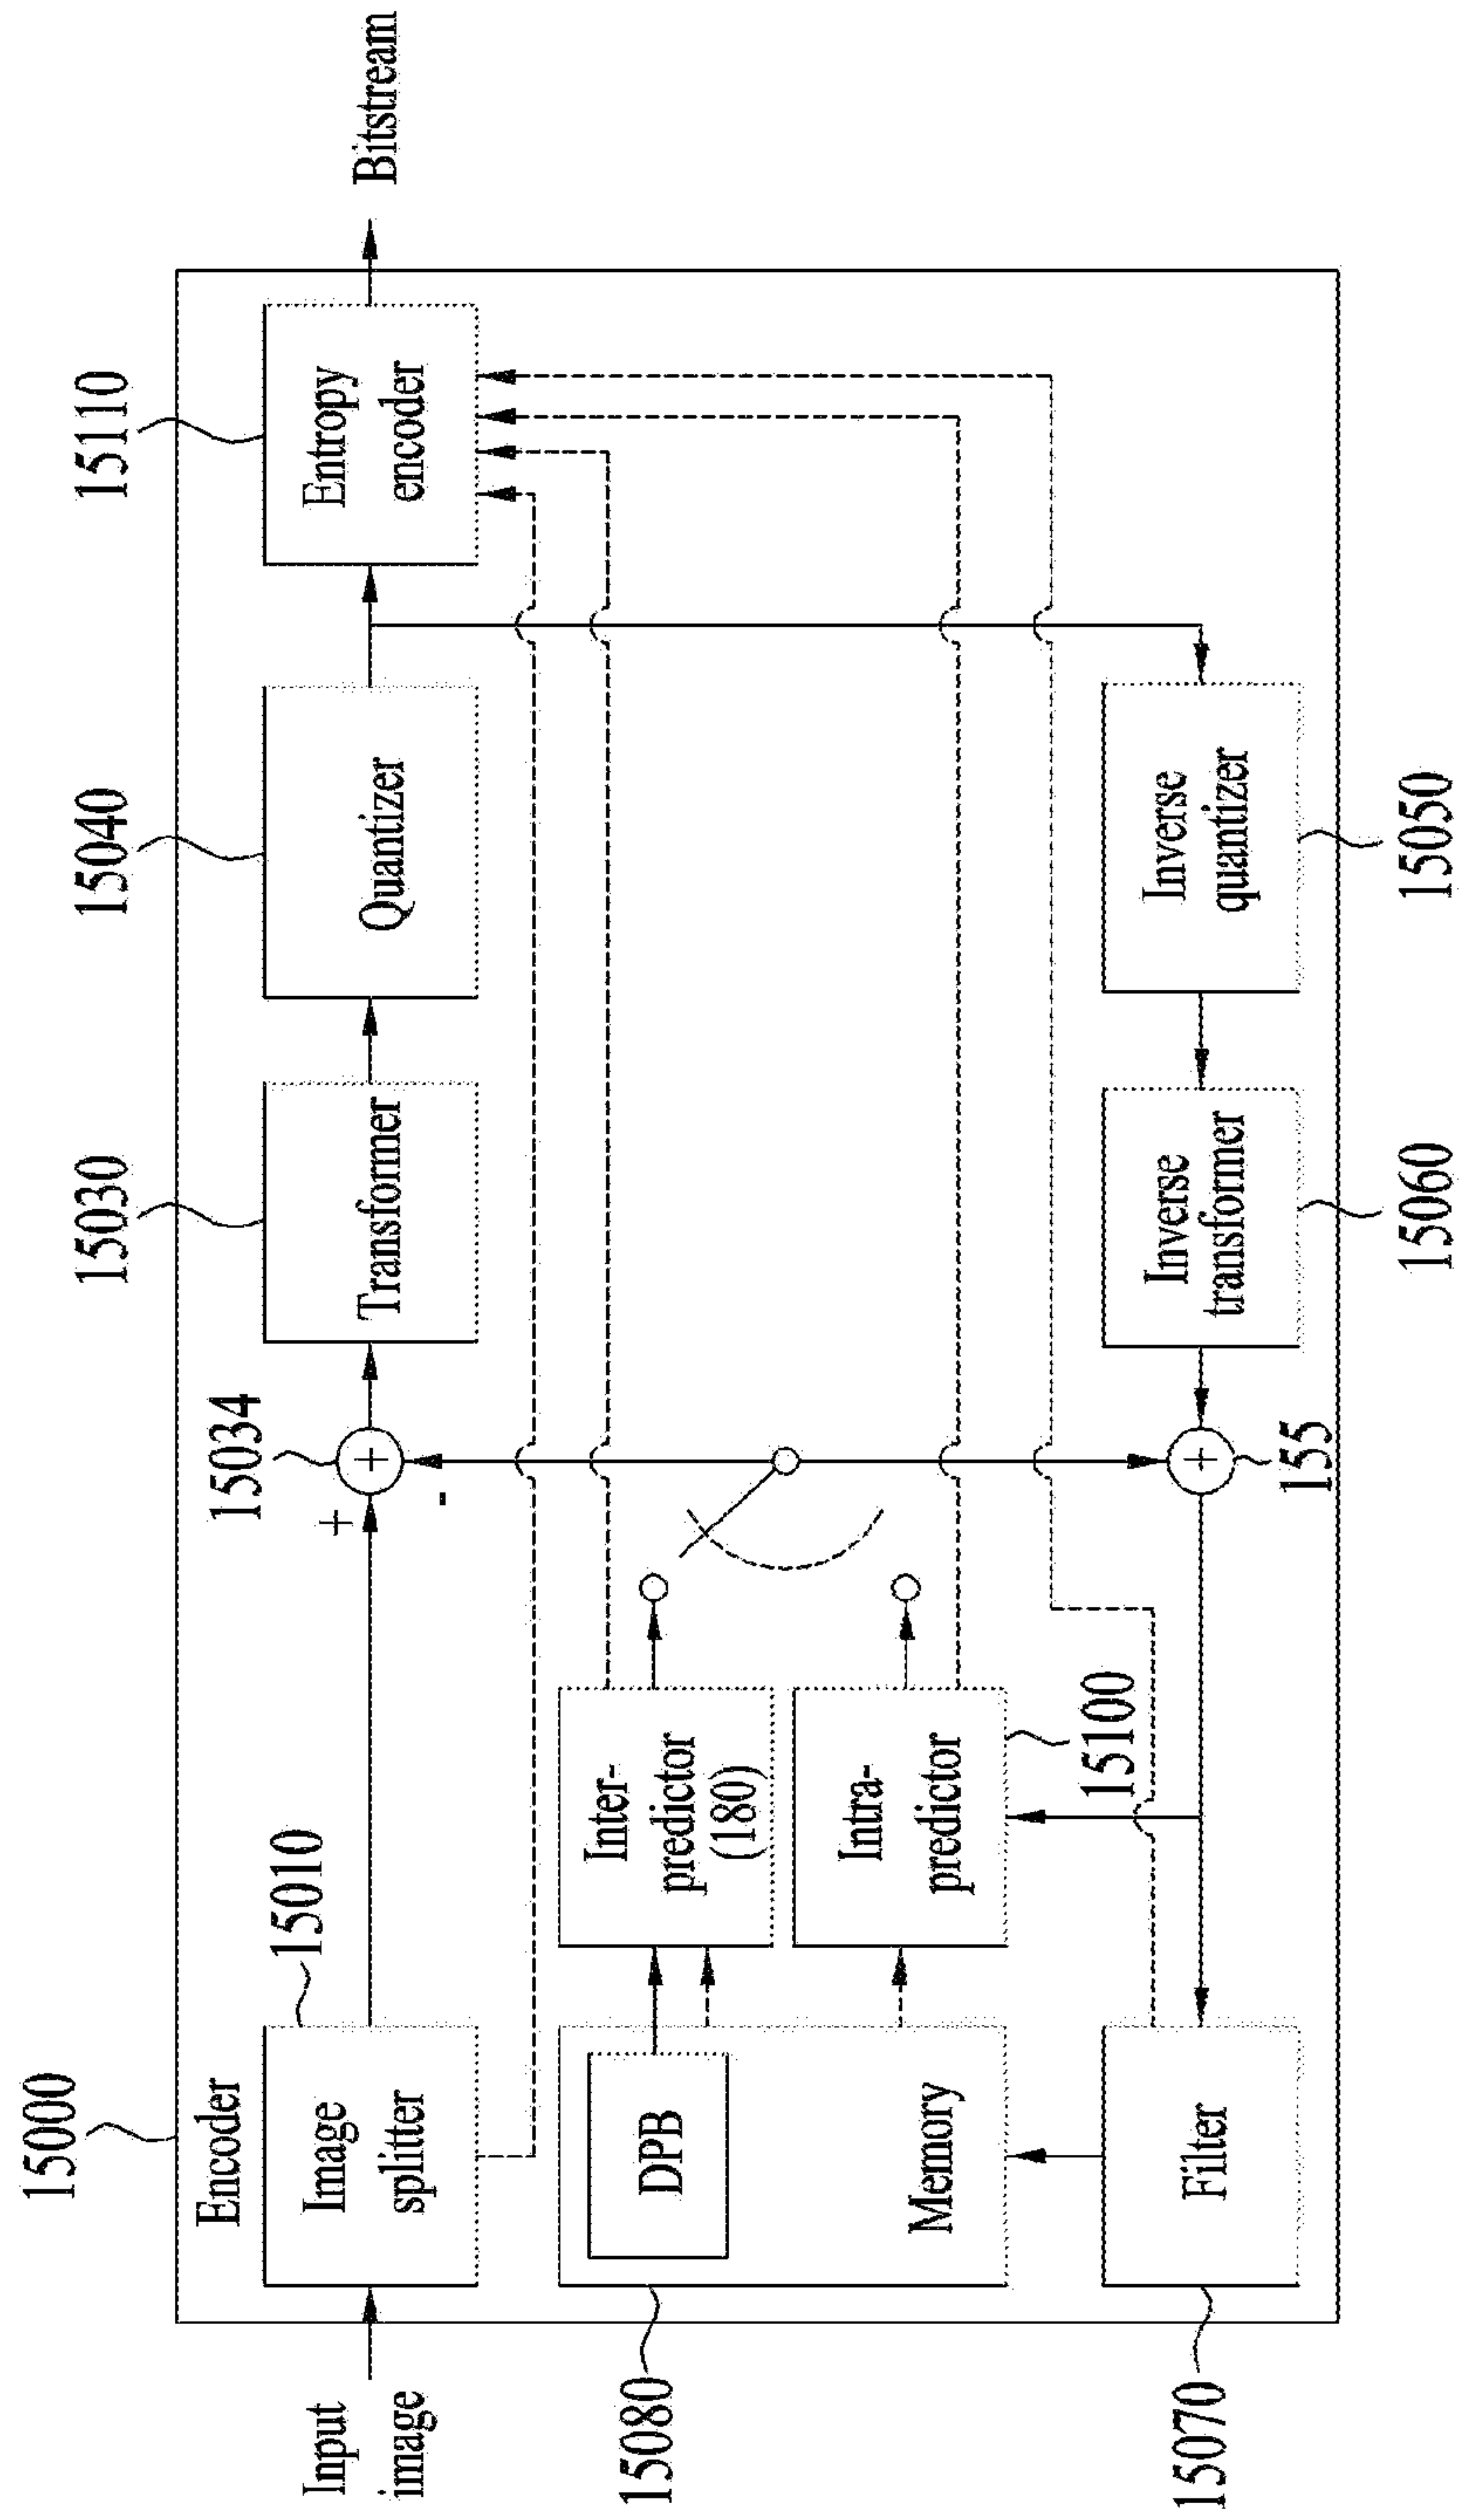 15000
Encoder
Input
image
Image
splitter
15010
15034
+
+
-
Transformer
15030
Quantizer
15040
Entropy
encoder
15110
Bitstream
DPB
Memory
15080
Inter-
predictor
(180)
Intra-
predictor
15100
Filter
15070
+
155
Inverse
transformer
15060
Inverse
quantizer
15050